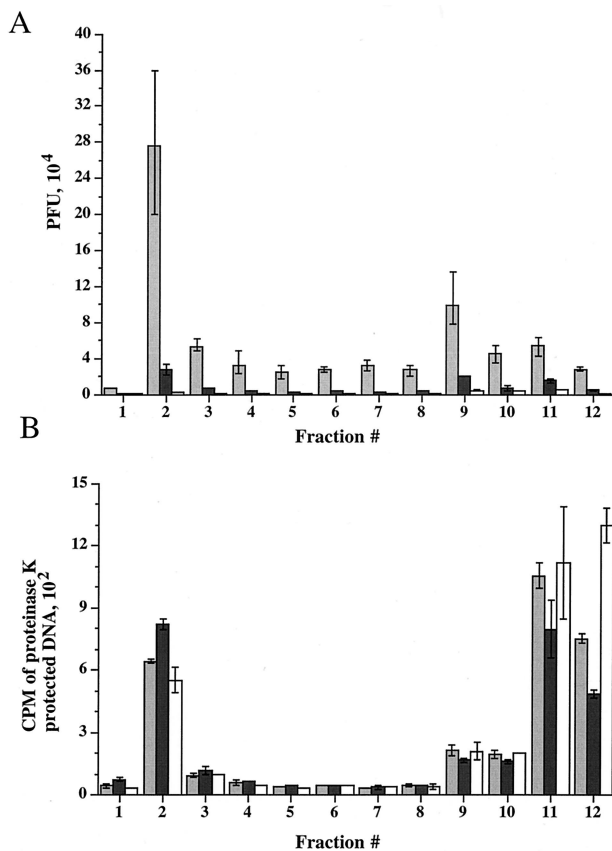 A
40
36
32
28
24
20
16
12
8
4
0
PFU, 10⁴
1 2 3 4 5 6 7 8 9 10 11 12
Fraction #
B
15
12
9
6
3
0
CPM of proteinase K
protected DNA, 10²
1 2 3 4 5 6 7 8 9 10 11 12
Fraction #